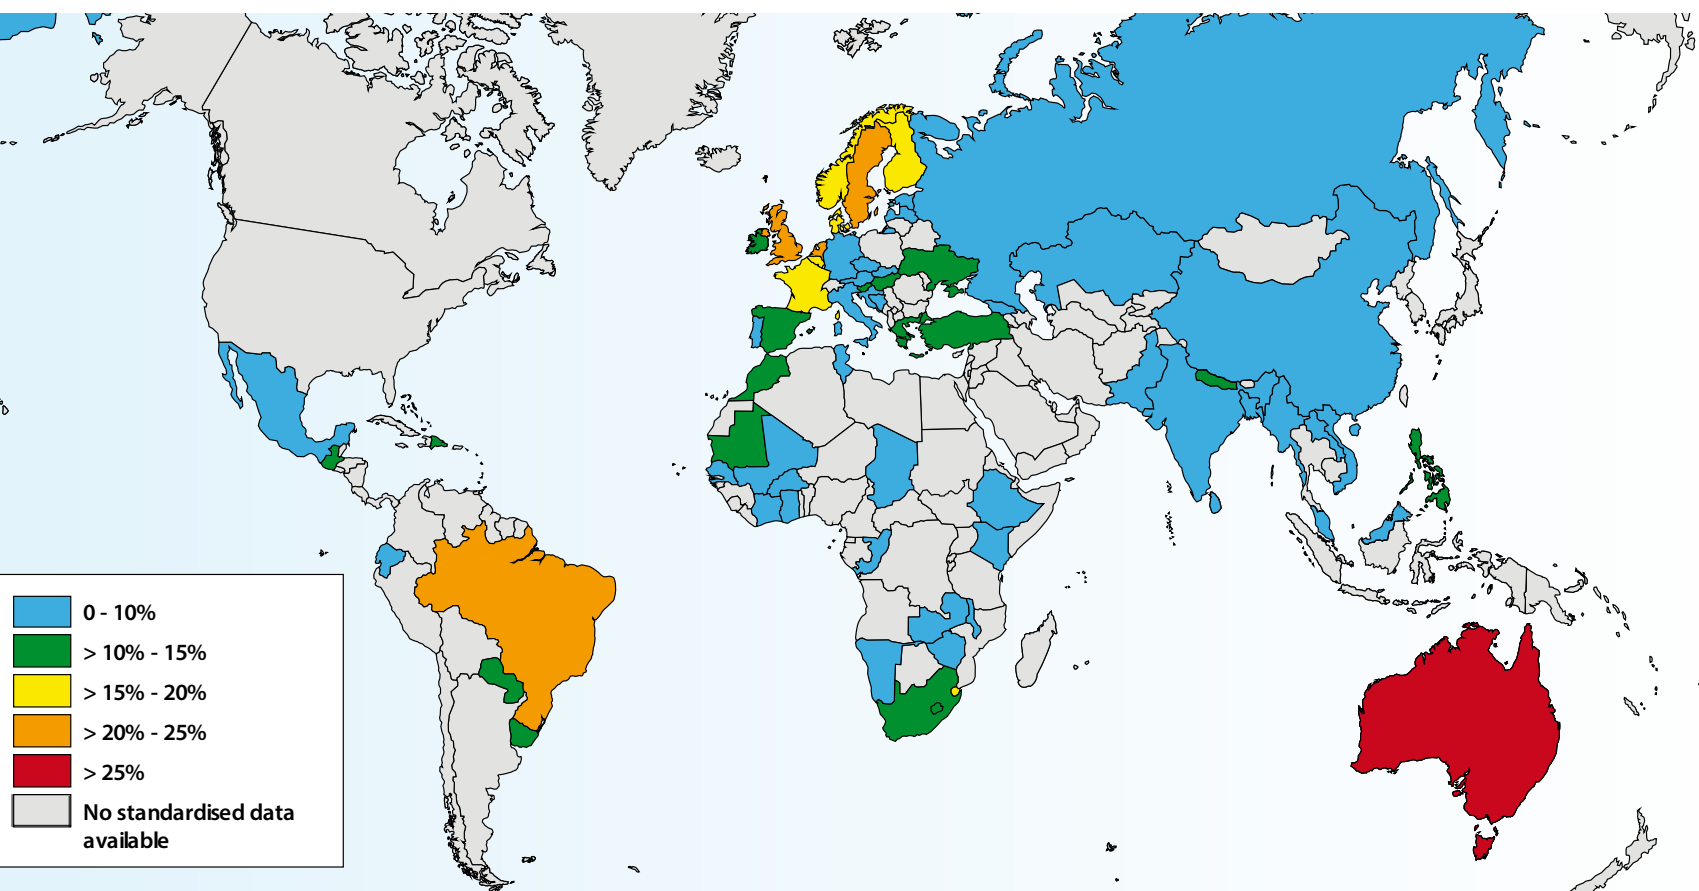 0 - 10%
> 10% - 15%
> 15% - 20%
> 20% - 25%
> 25%
No standardised data
available